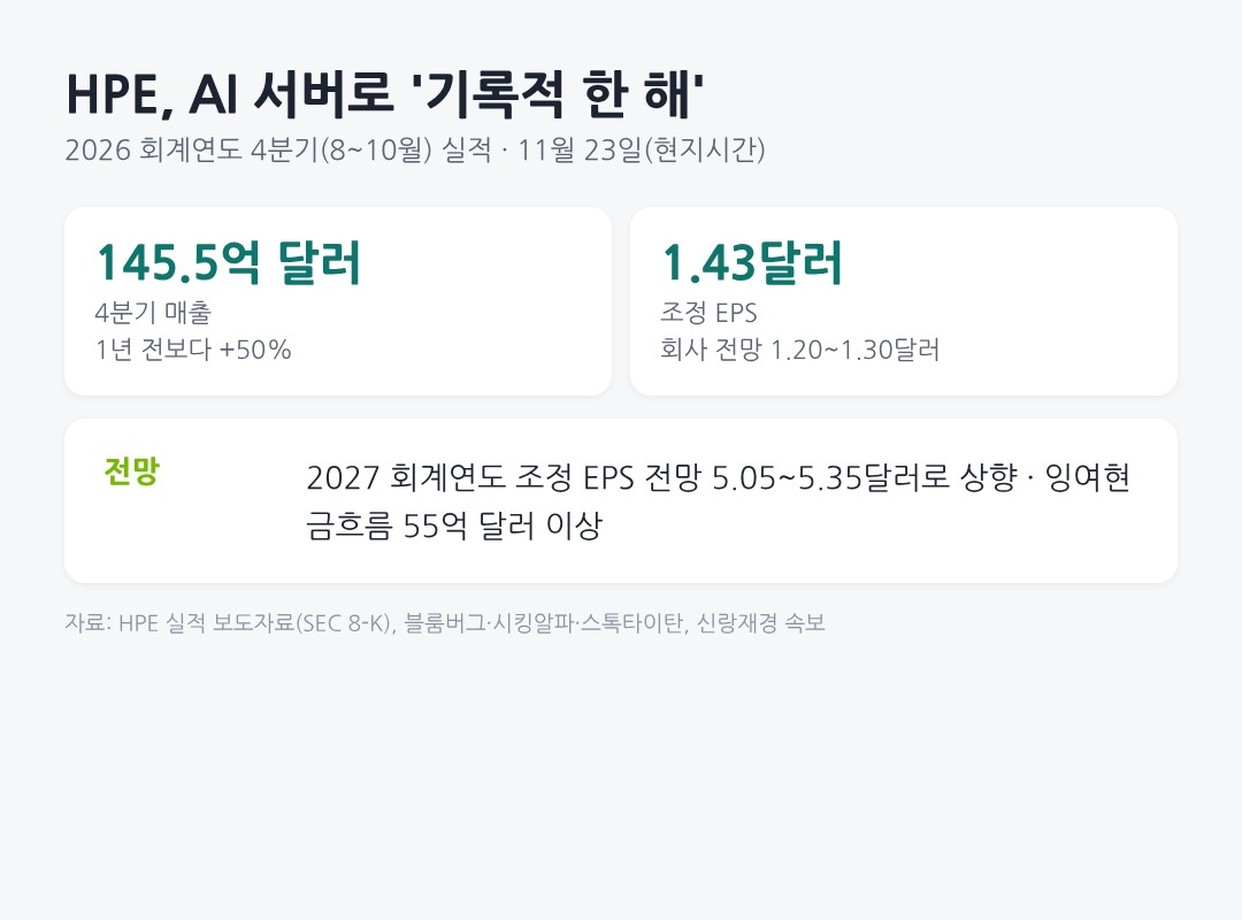 HPE, AI 서버로 '기록적 한 해'
2026 회계연도 4분기(8~10월) 실적 · 11월 23일(현지시간)
145.5억 달러
4분기 매출
1년 전보다 +50%
1.43달러
조정 EPS
회사 전망 1.20~1.30달러
전망
2027 회계연도 조정 EPS 전망 5.05~5.35달러로 상향 · 잉여현
금흐름 55억 달러 이상
자료: HPE 실적 보도자료(SEC 8-K), 블룸버그·시킹알파·스톡타이탄, 신랑재경 속보